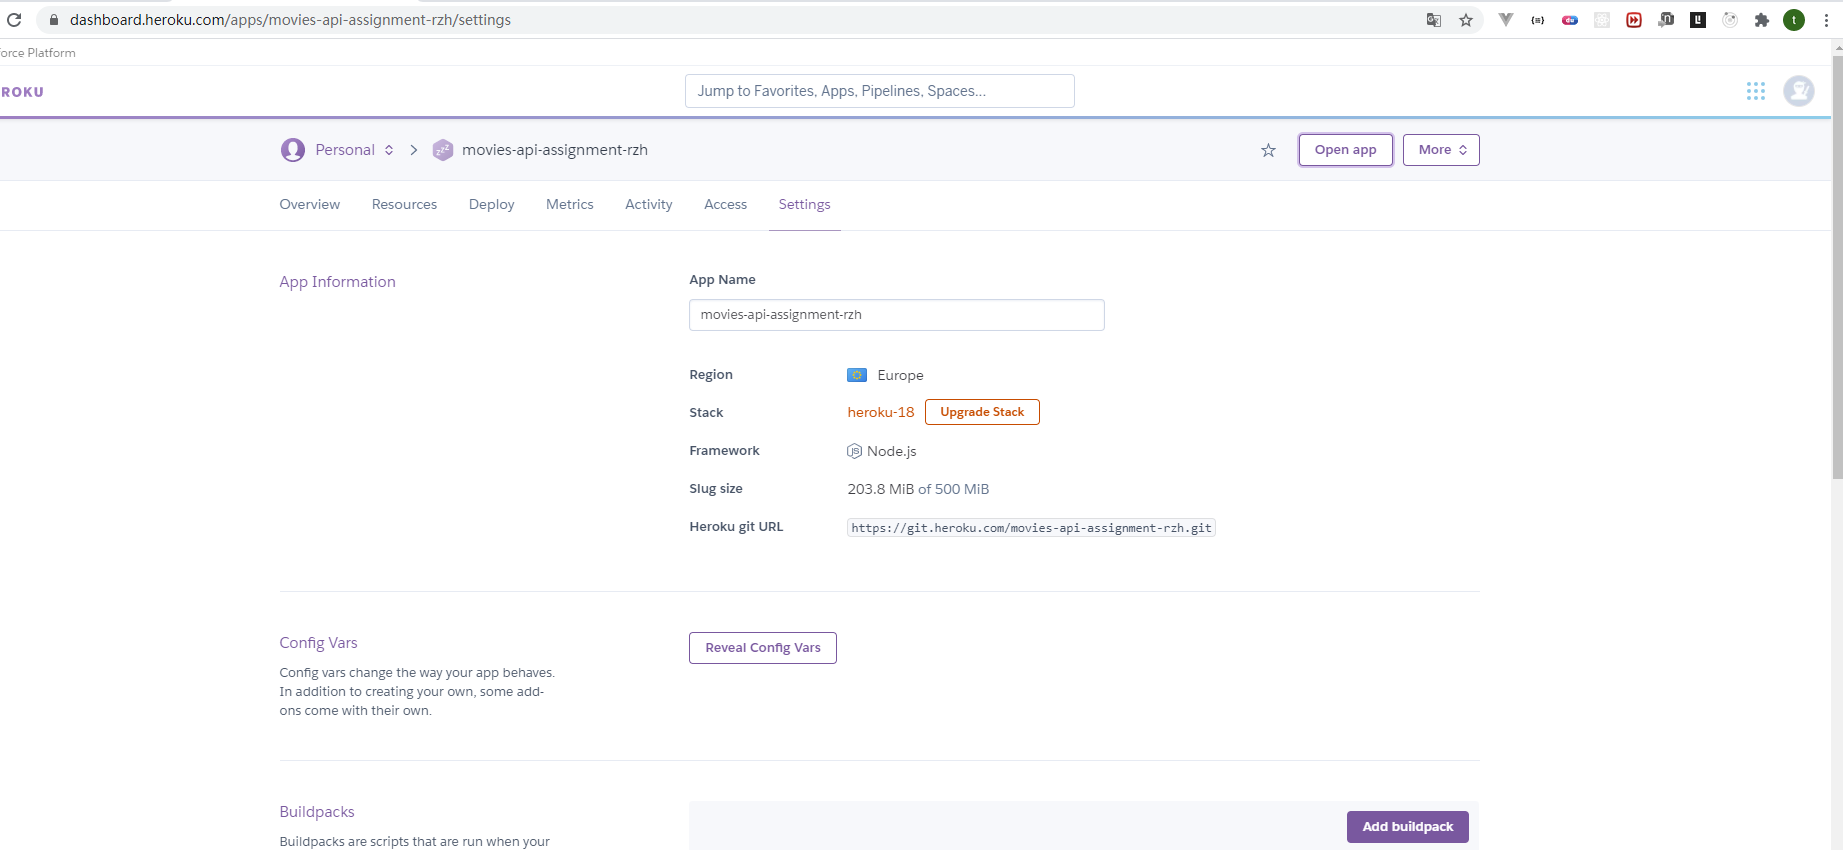 dashboard.heroku.com/apps/movies-api-assignment-rzh/settings
orce Platform
ROKU
Jump to Favorites, Apps, Pipelines, Spaces...
Personal movies-api-assignment-rzh Open app More
Overview Resources Deploy Metrics Activity Access Settings
App Information
App Name
movies-api-assignment-rzh
Region Europe
Stack heroku-18 Upgrade Stack
Framework Node.js
Slug size 203.8 MiB of 500 MiB
Heroku git URL https://git.heroku.com/movies-api-assignment-rzh.git
Config Vars
Config vars change the way your app behaves.
In addition to creating your own, some add-
ons come with their own.
Reveal Config Vars
Buildpacks
Buildpacks are scripts that are run when your
Add buildpack